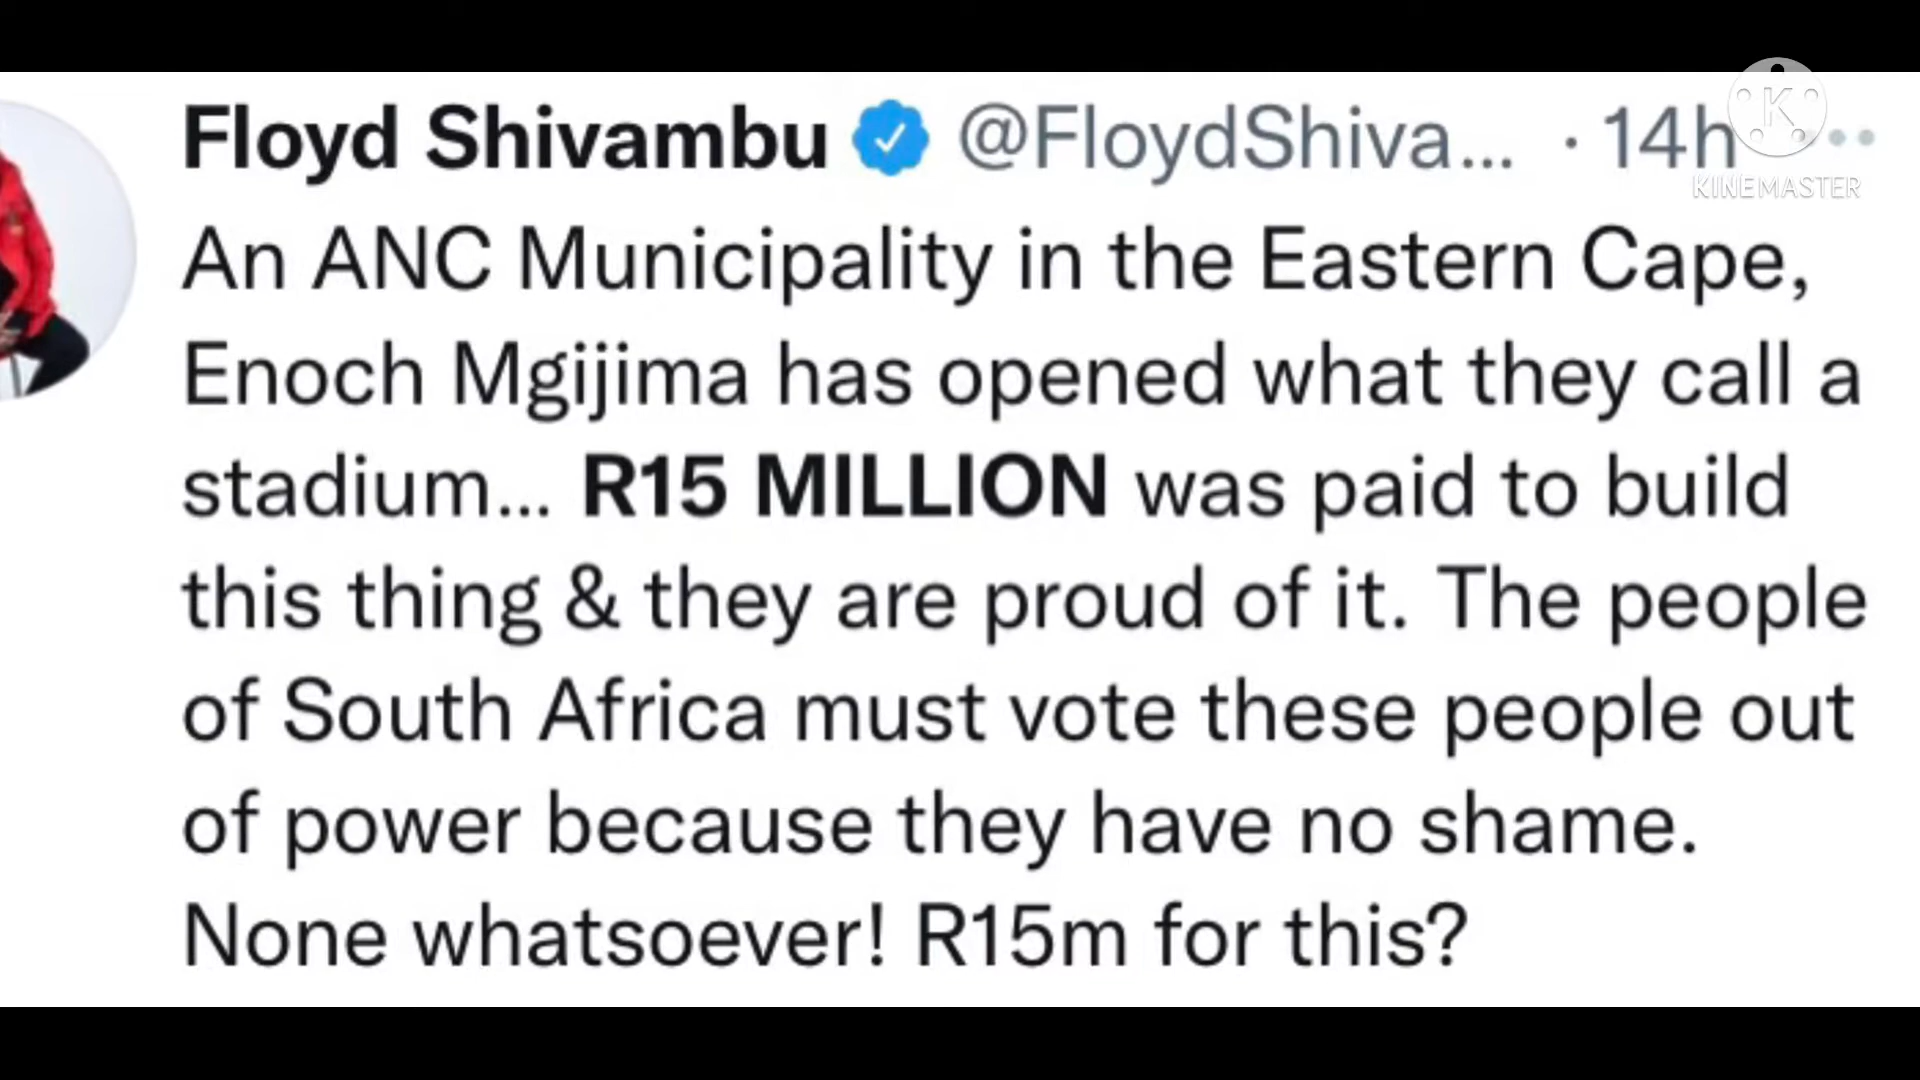 Floyd Shivambu @FloydShiva... · 14h
KINEMASTER
An ANC Municipality in the Eastern Cape,
Enoch Mgijima has opened what they call a
stadium... R15 MILLION was paid to build
this thing & they are proud of it. The people
of South Africa must vote these people out
of power because they have no shame.
None whatsoever! R15m for this?